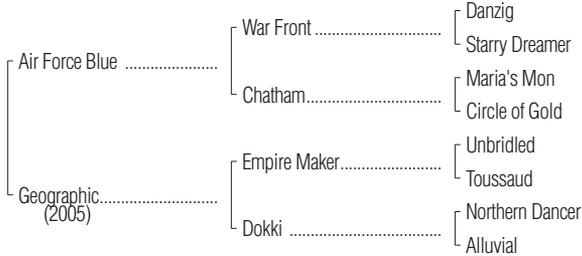 Danzig
War Front ..............................
Starry Dreamer
Air Force Blue ......................
Maria's Mon
Chatham................................
Circle of Gold
Unbridled
Empire Maker........................
Toussaud
Geographic............................
(2005)
Northern Dancer
Dokki ....................................
Alluvial